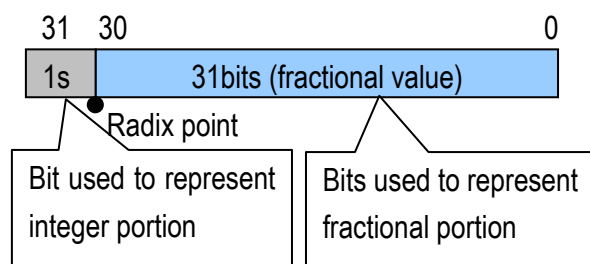 31 30 0
1s 31bits (fractional value)
Radix point
Bit used to represent
integer portion
Bits used to represent
fractional portion